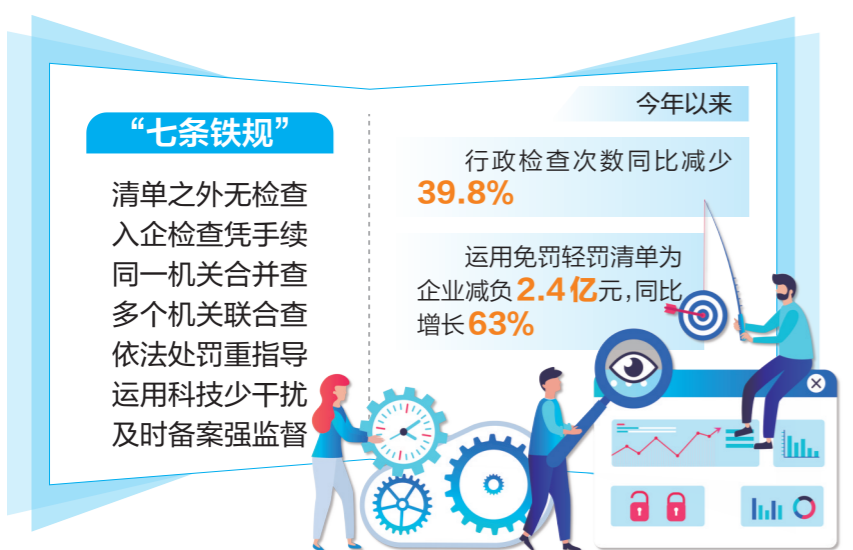 “七条铁规”
清单之外无检查
入企检查凭手续
同一机关合并查
多个机关联合查
依法处罚重指导
运用科技少干扰
及时备案强监督
今年以来
行政检查次数同比减少
39.8%
运用免罚轻罚清单为
企业减负2.4亿元，同比
增长63%